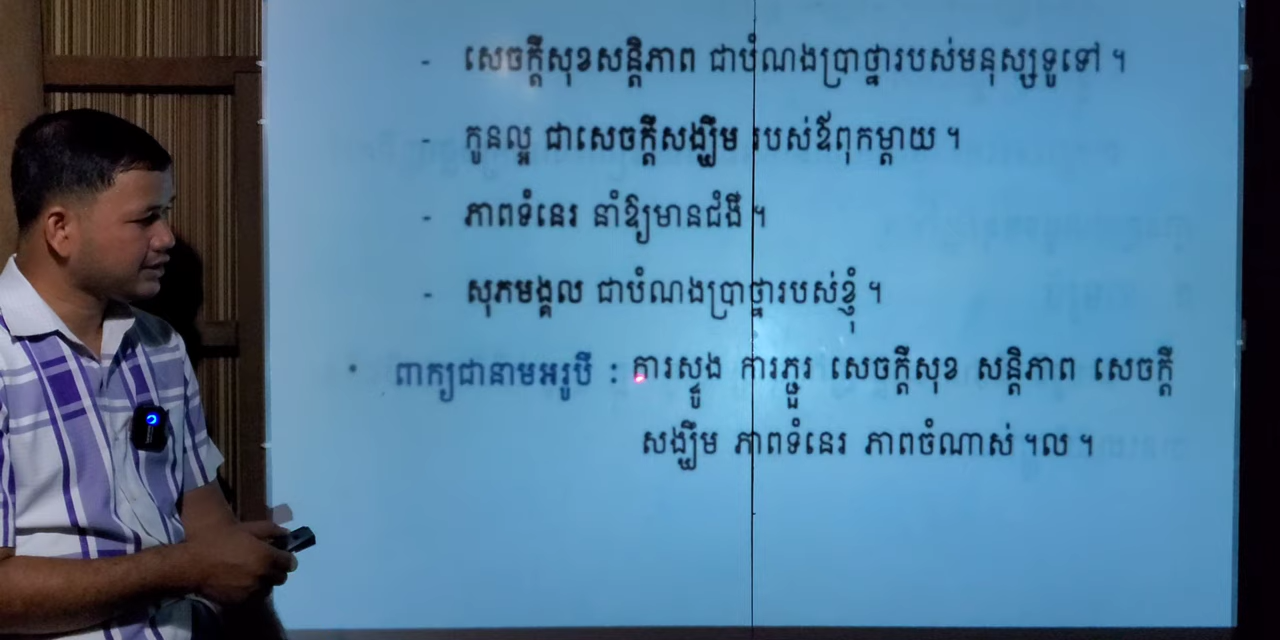 - សេចក្ដីសុខសន្តិភាព ជាបំណងប្រាថ្នារបស់មនុស្សទូទៅ ។
- កូនល្អ ជាសេចក្ដីសង្ឃឹម របស់ឪពុកម្ដាយ ។
- ភាពទំនេរ នាំឱ្យមានជំងឺ ។
- សុភមង្គល ជាបំណងប្រាថ្នារបស់ខ្ញុំ ។
• ពាក្យជានាមអរូបី : ការស្ទូង ការភ្ជួរ សេចក្ដីសុខ សន្តិភាព សេចក្ដី
សង្ឃឹម ភាពទំនេរ ភាពចំណាស់ ។ល ។